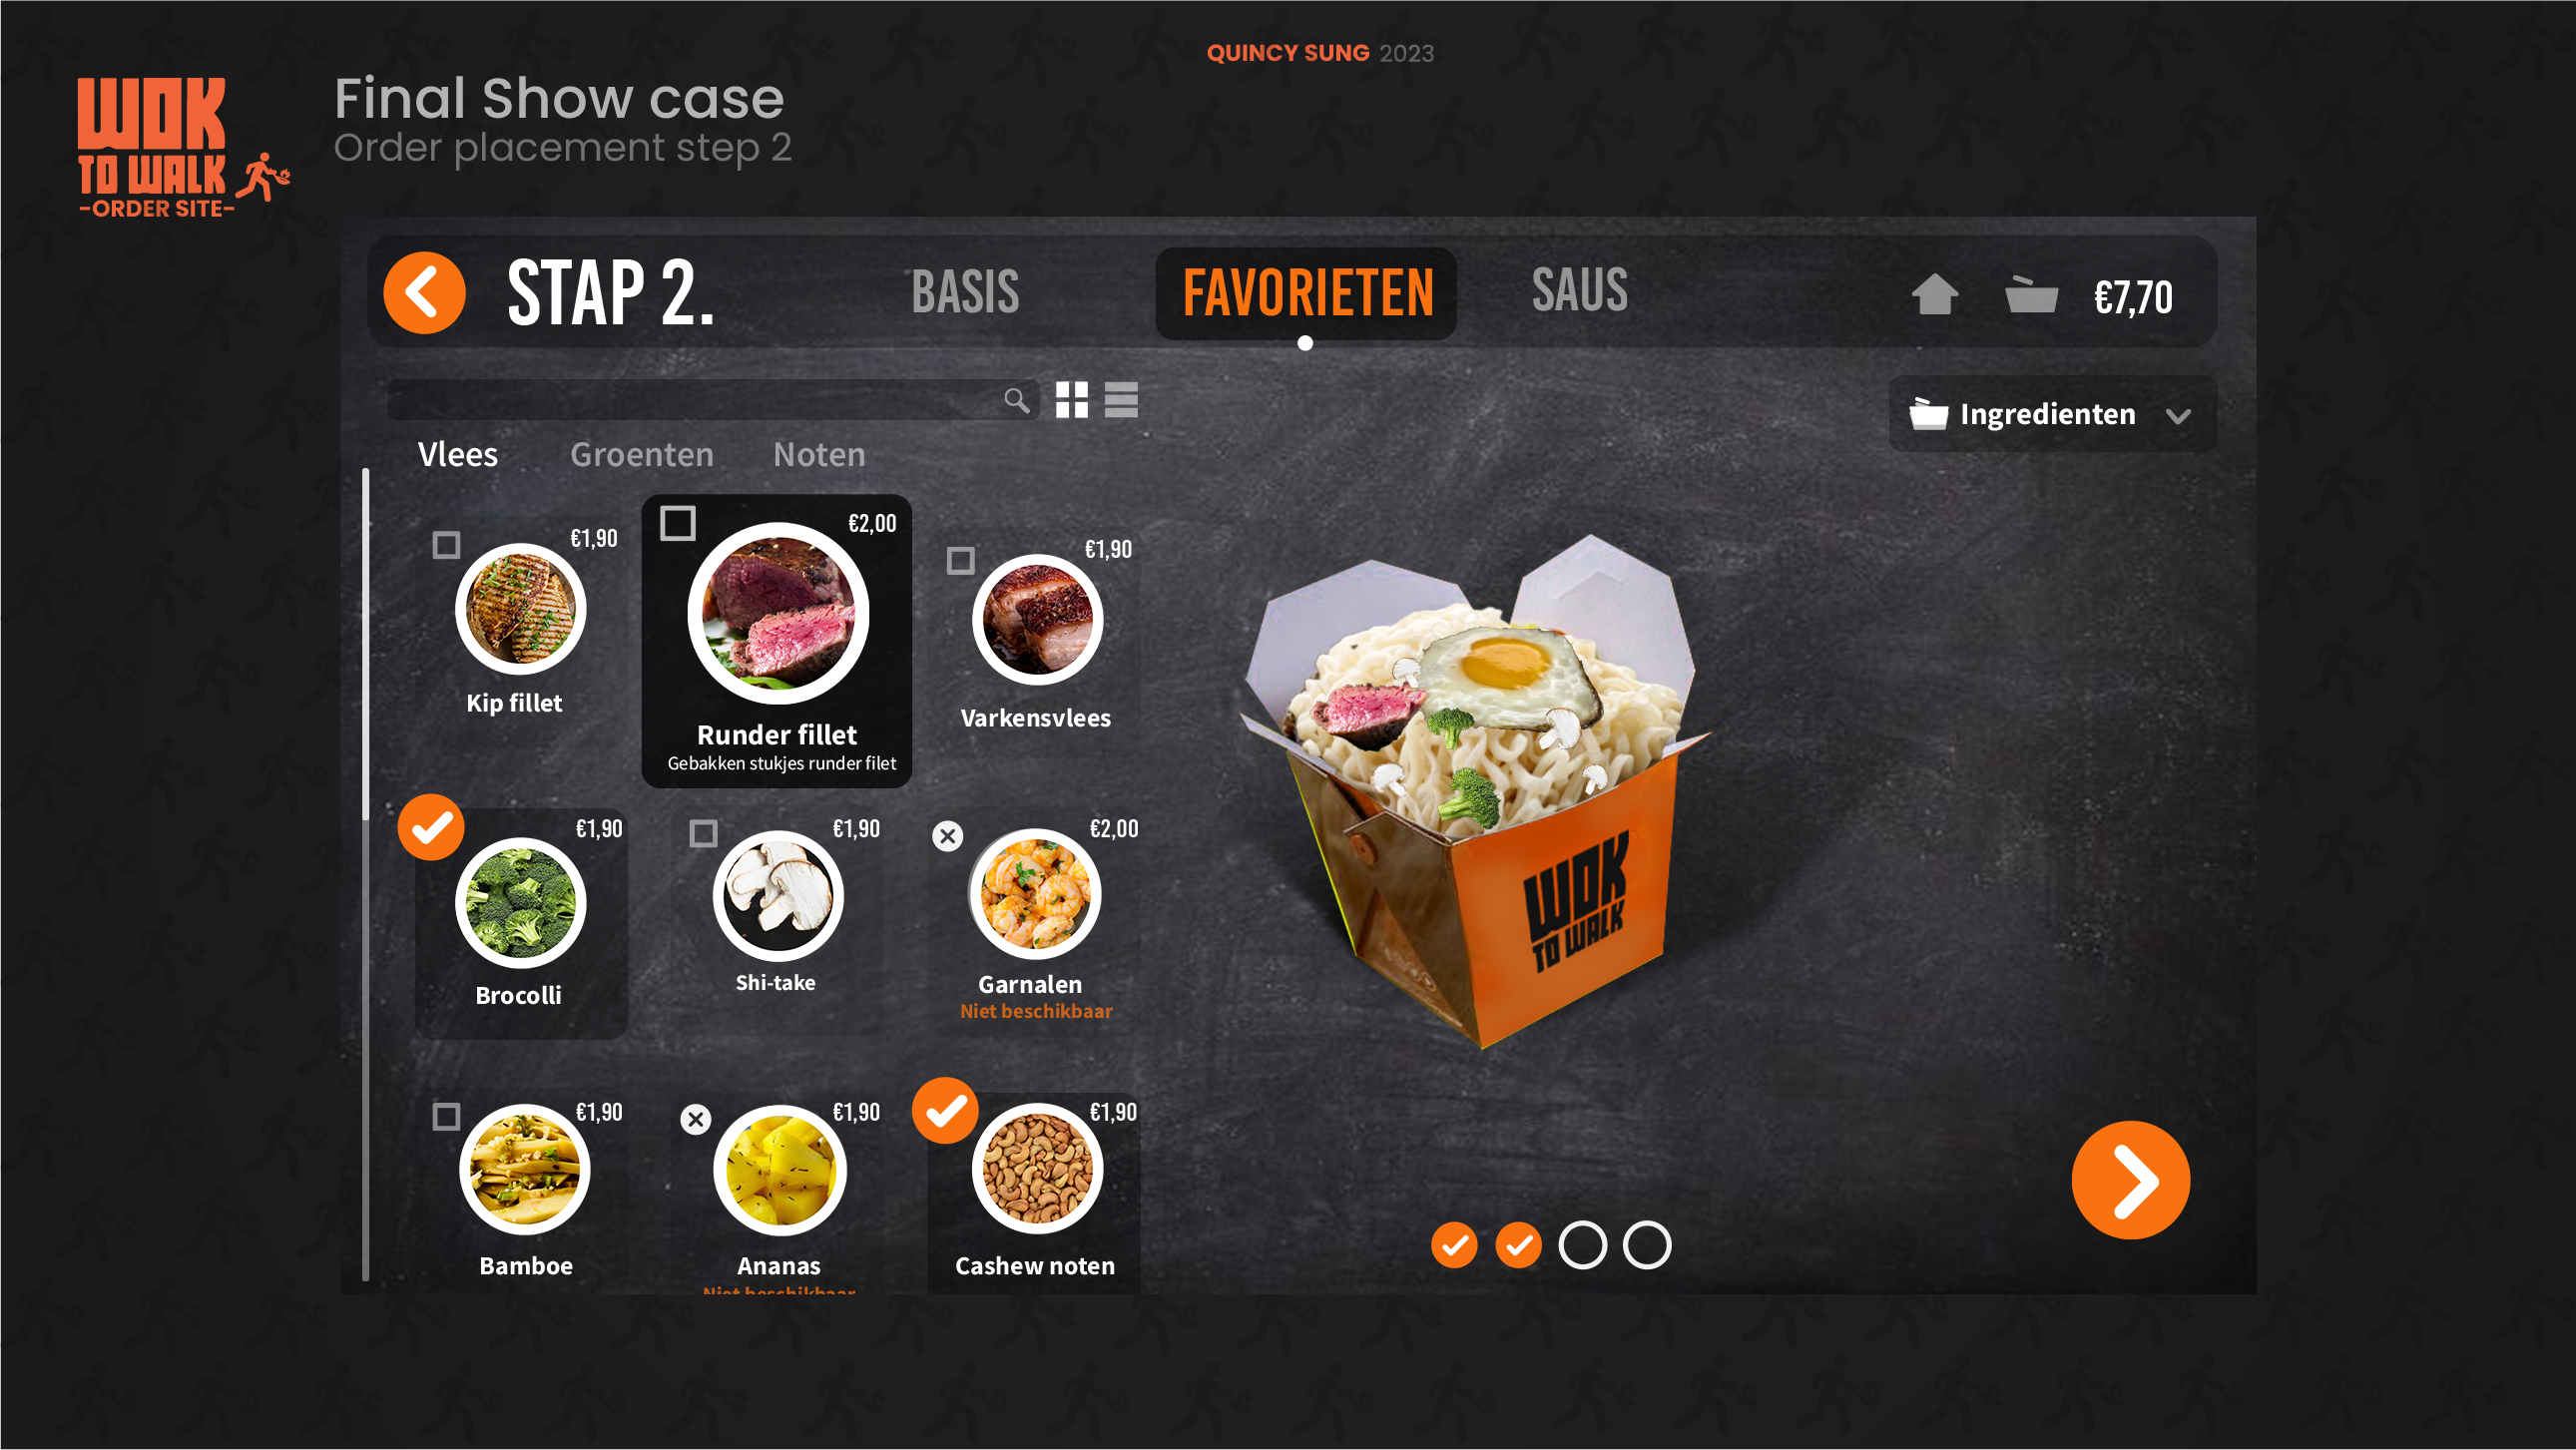 QUINCY SUNG 2023
WOK
TO WALK
-ORDER SITE-
Final Show case
Order placement step 2
STAP 2.
BASIS
FAVORIETEN
SAUS
€7,70
Ingredienten
Vlees
Groenten
Noten
€1,90
Kip fillet
€2,00
Runder fillet
Gebakken stukjes runder filet
€1,90
Varkensvlees
€1,90
Brocolli
€1,90
Shi-take
€2,00
Garnalen
Niet beschikbaar
€1,90
Bamboe
€1,90
Ananas
Niet beschikbaar
€1,90
Cashew noten
WOK
TO WALK